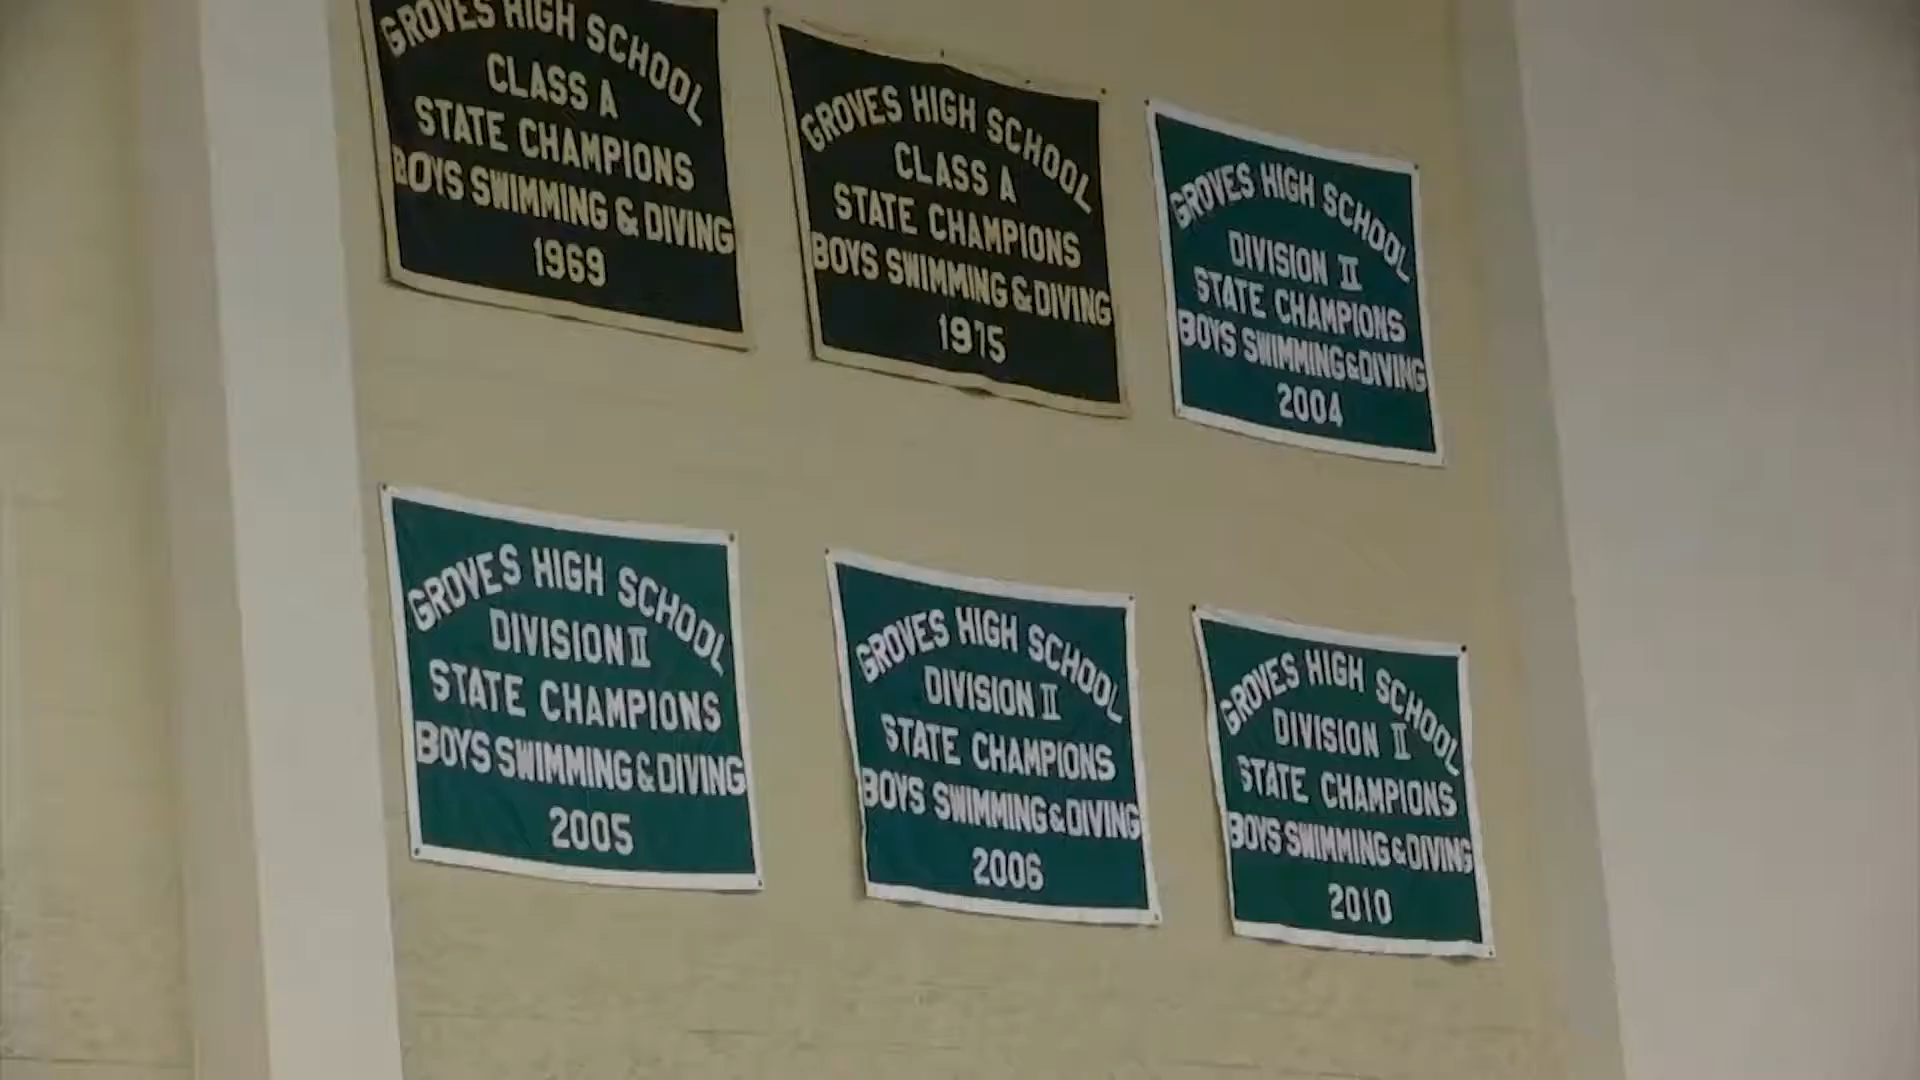 GROVES HIGH SCHOOL
CLASS A
STATE CHAMPIONS
BOYS SWIMMING & DIVING
1969
GROVES HIGH SCHOOL
CLASS A
STATE CHAMPIONS
BOYS SWIMMING & DIVING
1975
GROVES HIGH SCHOOL
DIVISION II
STATE CHAMPIONS
BOYS SWIMMING & DIVING
2004
GROVES HIGH SCHOOL
DIVISION II
STATE CHAMPIONS
BOYS SWIMMING & DIVING
2005
GROVES HIGH SCHOOL
DIVISION II
STATE CHAMPIONS
BOYS SWIMMING & DIVING
2006
GROVES HIGH SCHOOL
DIVISION II
STATE CHAMPIONS
BOYS SWIMMING & DIVING
2010